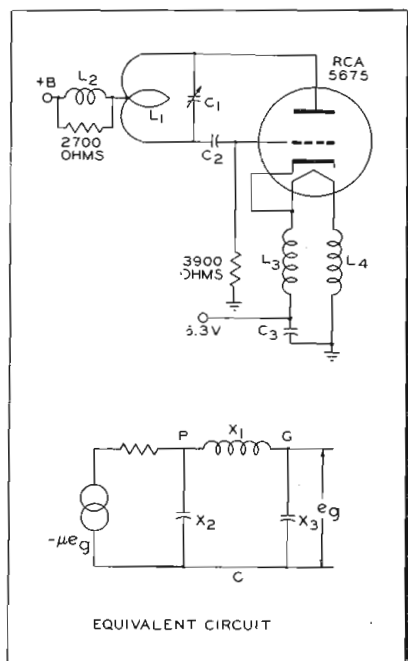 RCA
5675
+B
L2
L1
C1
2700
OHMS
C2
3900
OHMS
L3
L4
6.3V
C3
P
X1
G
X2
X3
eg
-μeg
C
EQUIVALENT CIRCUIT